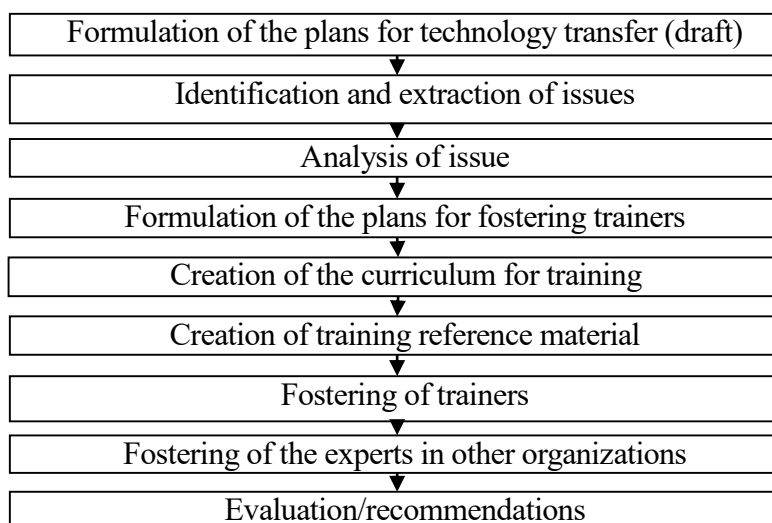 Formulation of the plans for technology transfer (draft)
Identification and extraction of issues
Analysis of issue
Formulation of the plans for fostering trainers
Creation of the curriculum for training
Creation of training reference material
Fostering of trainers
Fostering of the experts in other organizations
Evaluation/recommendations